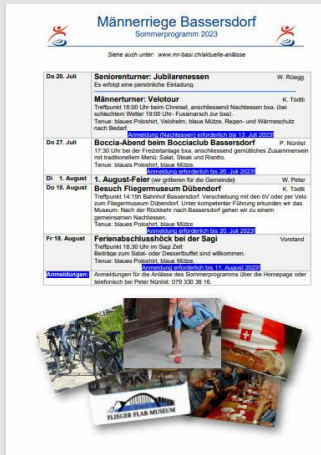 Männerriege Bassersdorf
Sommerprogramm 2023
Siehe auch unter: www.mr-basi.ch/aktuelle-anlässe
Do 20. Juli Seniorenturner: Jubilarenessen W. Rüegg
Es erfolgt eine persönliche Einladung.
Männerturner: Velotour K. Tödtli
Treffpunkt 18:00 Uhr beim Chreisel, anschliessend Nachtessen bxa. (bei
schlechtem Wetter 19:00 Uhr- Fussmarsch zur bxa).
Tenue: blaues Poloshirt, Velohelm, blaue Mütze, Regen- und Wärmeschutz
nach Bedarf
Anmeldung (Nachtessen) erforderlich bis 13. Juli 2023!
Do 27. Juli Boccia-Abend beim Bocciaclub Bassersdorf P. Nünlist
17:30 Uhr bei der Freizeitanlage bxa, anschliessend gemütliches Zusammensein
mit traditionellem Menü: Salat, Steak und Risotto.
Tenue: blaues Poloshirt, blaue Mütze.
Anmeldung erforderlich bis 20. Juli 2023!
Di 1. August 1. August-Feier (wir grillieren für die Gemeinde) W. Peter
Do 10. August Besuch Fliegermuseum Dübendorf K. Tödtli
Treffpunkt 14:15h Bahnhof Bassersdorf. Verschiebung mit den öV oder per Velo
zum Fliegermuseum Dübendorf. Unter kompetenter Führung erkunden wir das
Museum. Nach der Rückkehr nach Bassersdorf gehen wir zu einem
gemeinsamen Nachtessen.
Tenue: blaues Poloshirt, blaue Mütze
Anmeldung erforderlich bis 20. Juli 2023!
Fr 18. August Ferienabschlusshöck bei der Sagi Vorstand
Treffpunkt 18.30 Uhr im Sagi Zelt
Beiträge zum Salat- oder Dessertbuffet sind willkommen.
Tenue: blaues Poloshirt, blaue Mütze.
Anmeldung erforderlich bis 11. August 2023!
Anmeldungen: Anmeldungen für die Anlässe des Sommerprogramms über die Homepage oder
telefonisch bei Peter Nünlist: 079 330 38 16.
FLIEGER FLAB MUSEUM